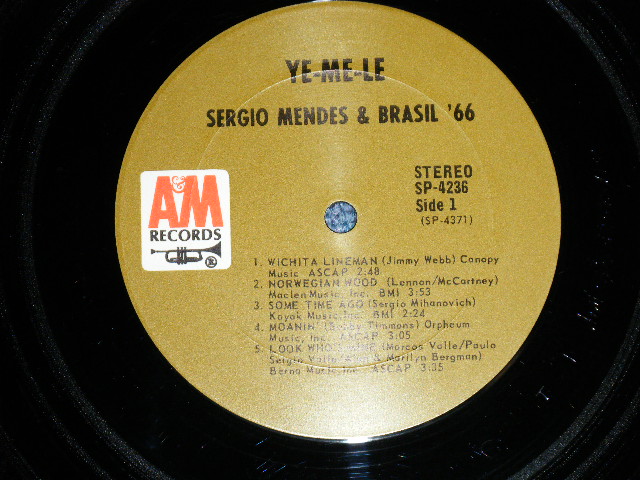 YE-ME-LE
SERGIO MENDES & BRASIL '66
A&M
RECORDS
®
STEREO
SP-4236
Side 1
(SP-4371)
1. WICHITA LINEMAN (Jimmy Webb) Canopy
Music ASCAP 2:48
2. NORWEGIAN WOOD (Lennon/McCartney)
Maclen Music, Inc. BMI 3:53
3. SOME TIME AGO (Sergio Mihanovich)
Kayak Music, Inc. BMI 2:24
4. MOANIN' Timmons) Orpheum
Music, Inc. ASCAP 3:05
5. LOOK WHO'S (Marcos Valle/Paulo
Sergio Valle & Marilyn Bergman)
Berna Music, Inc. ASCAP 3:35